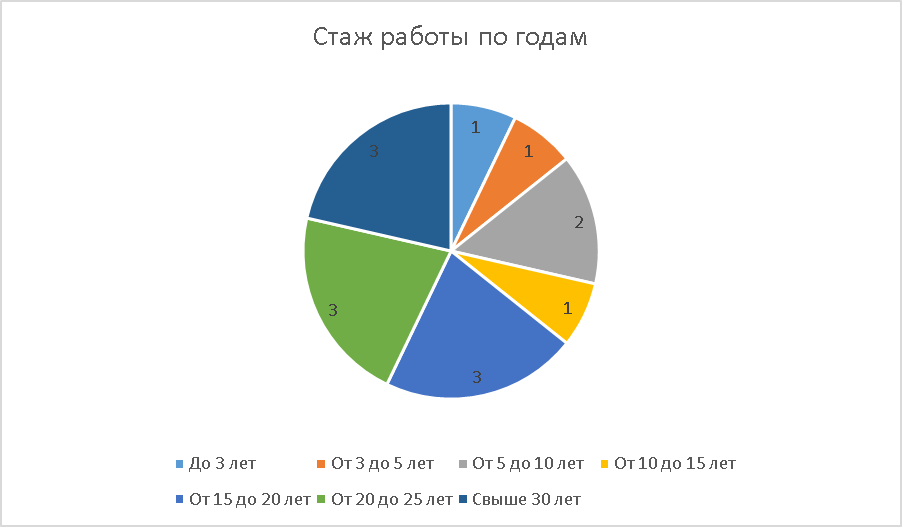 Стаж работы по годам
1
1
2
1
3
3
3
До 3 лет
От 3 до 5 лет
От 5 до 10 лет
От 10 до 15 лет
От 15 до 20 лет
От 20 до 25 лет
Свыше 30 лет